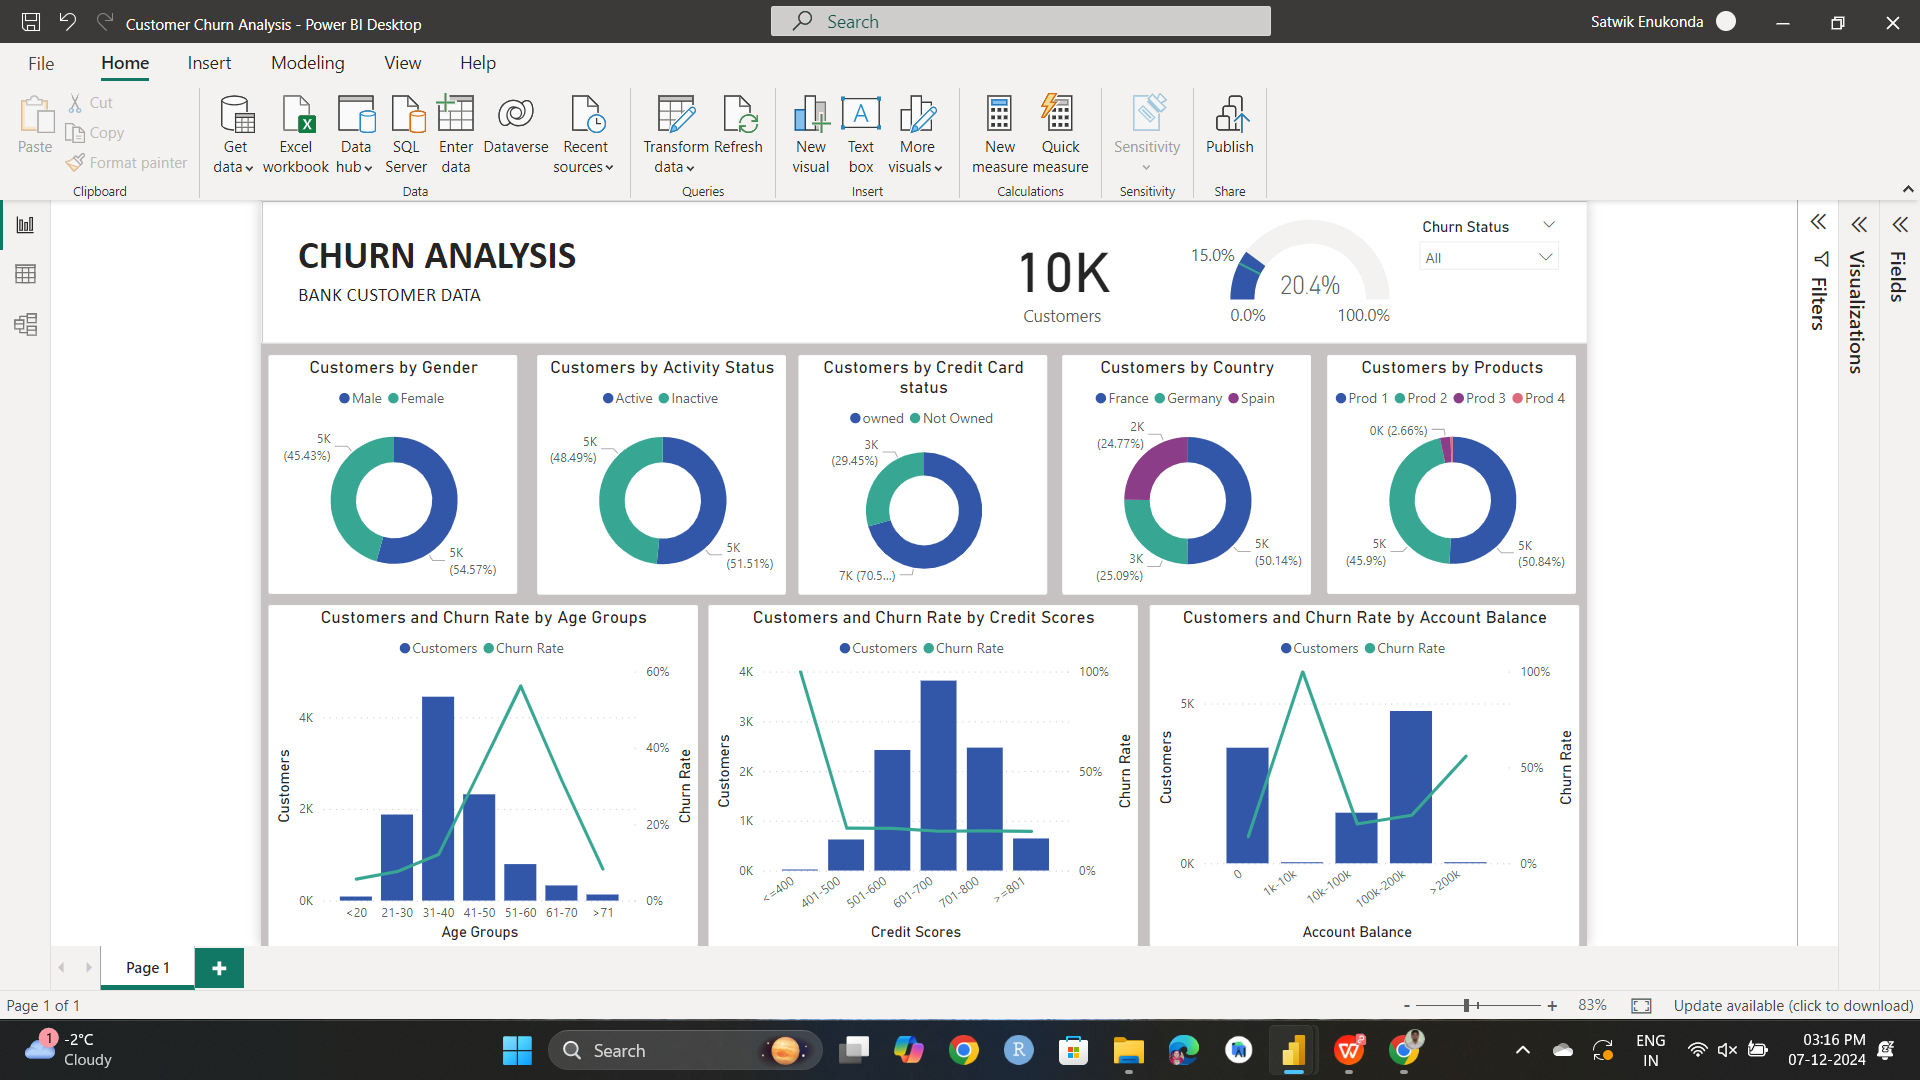 Customer Churn Analysis - Power BI Desktop
Search
Satwik Enukonda
File
Home
Insert
Modeling
View
Help
Paste
Cut
Copy
Format painter
Clipboard
Get data
Excel workbook
Data hub
SQL Server
Enter data
Dataverse
Recent sources
Data
Transform data
Refresh
Queries
New visual
Text box
More visuals
Insert
New measure
Quick measure
Calculations
Sensitivity
Sensitivity
Publish
Share
CHURN ANALYSIS
BANK CUSTOMER DATA
10K
Customers
15.0%
20.4%
0.0%
100.0%
Churn Status
All
Filters
Visualizations
Fields
Customers by Gender
Male Female
5K
(45.43%)
5K
(54.57%)
Customers by Activity Status
Active Inactive
5K
(48.49%)
5K
(51.51%)
Customers by Credit Card
status
owned Not Owned
3K
(29.45%)
7K (70.5...)
Customers by Country
France Germany Spain
2K
(24.77%)
3K
(25.09%)
5K
(50.14%)
Customers by Products
Prod 1 Prod 2 Prod 3 Prod 4
0K (2.66%)
5K
(45.9%)
5K
(50.84%)
Customers and Churn Rate by Age Groups
Customers Churn Rate
60%
4K
40%
2K
20%
0K
0%
Customers
Churn Rate
<20 21-30 31-40 41-50 51-60 61-70 >71
Age Groups
Customers and Churn Rate by Credit Scores
Customers Churn Rate
4K
100%
3K
2K
50%
1K
0K
0%
Customers
Churn Rate
<=400 401-500 501-600 601-700 701-800 >=801
Credit Scores
Customers and Churn Rate by Account Balance
Customers Churn Rate
100%
5K
50%
0K
0%
Customers
Churn Rate
0 1k-10k 10k-100k 100k-200k >200k
Account Balance
Page 1
Page 1 of 1
- + 83%
Update available (click to download)
1
-2°C
Cloudy
Search
R
W
ENG
IN
03:16 PM
07-12-2024